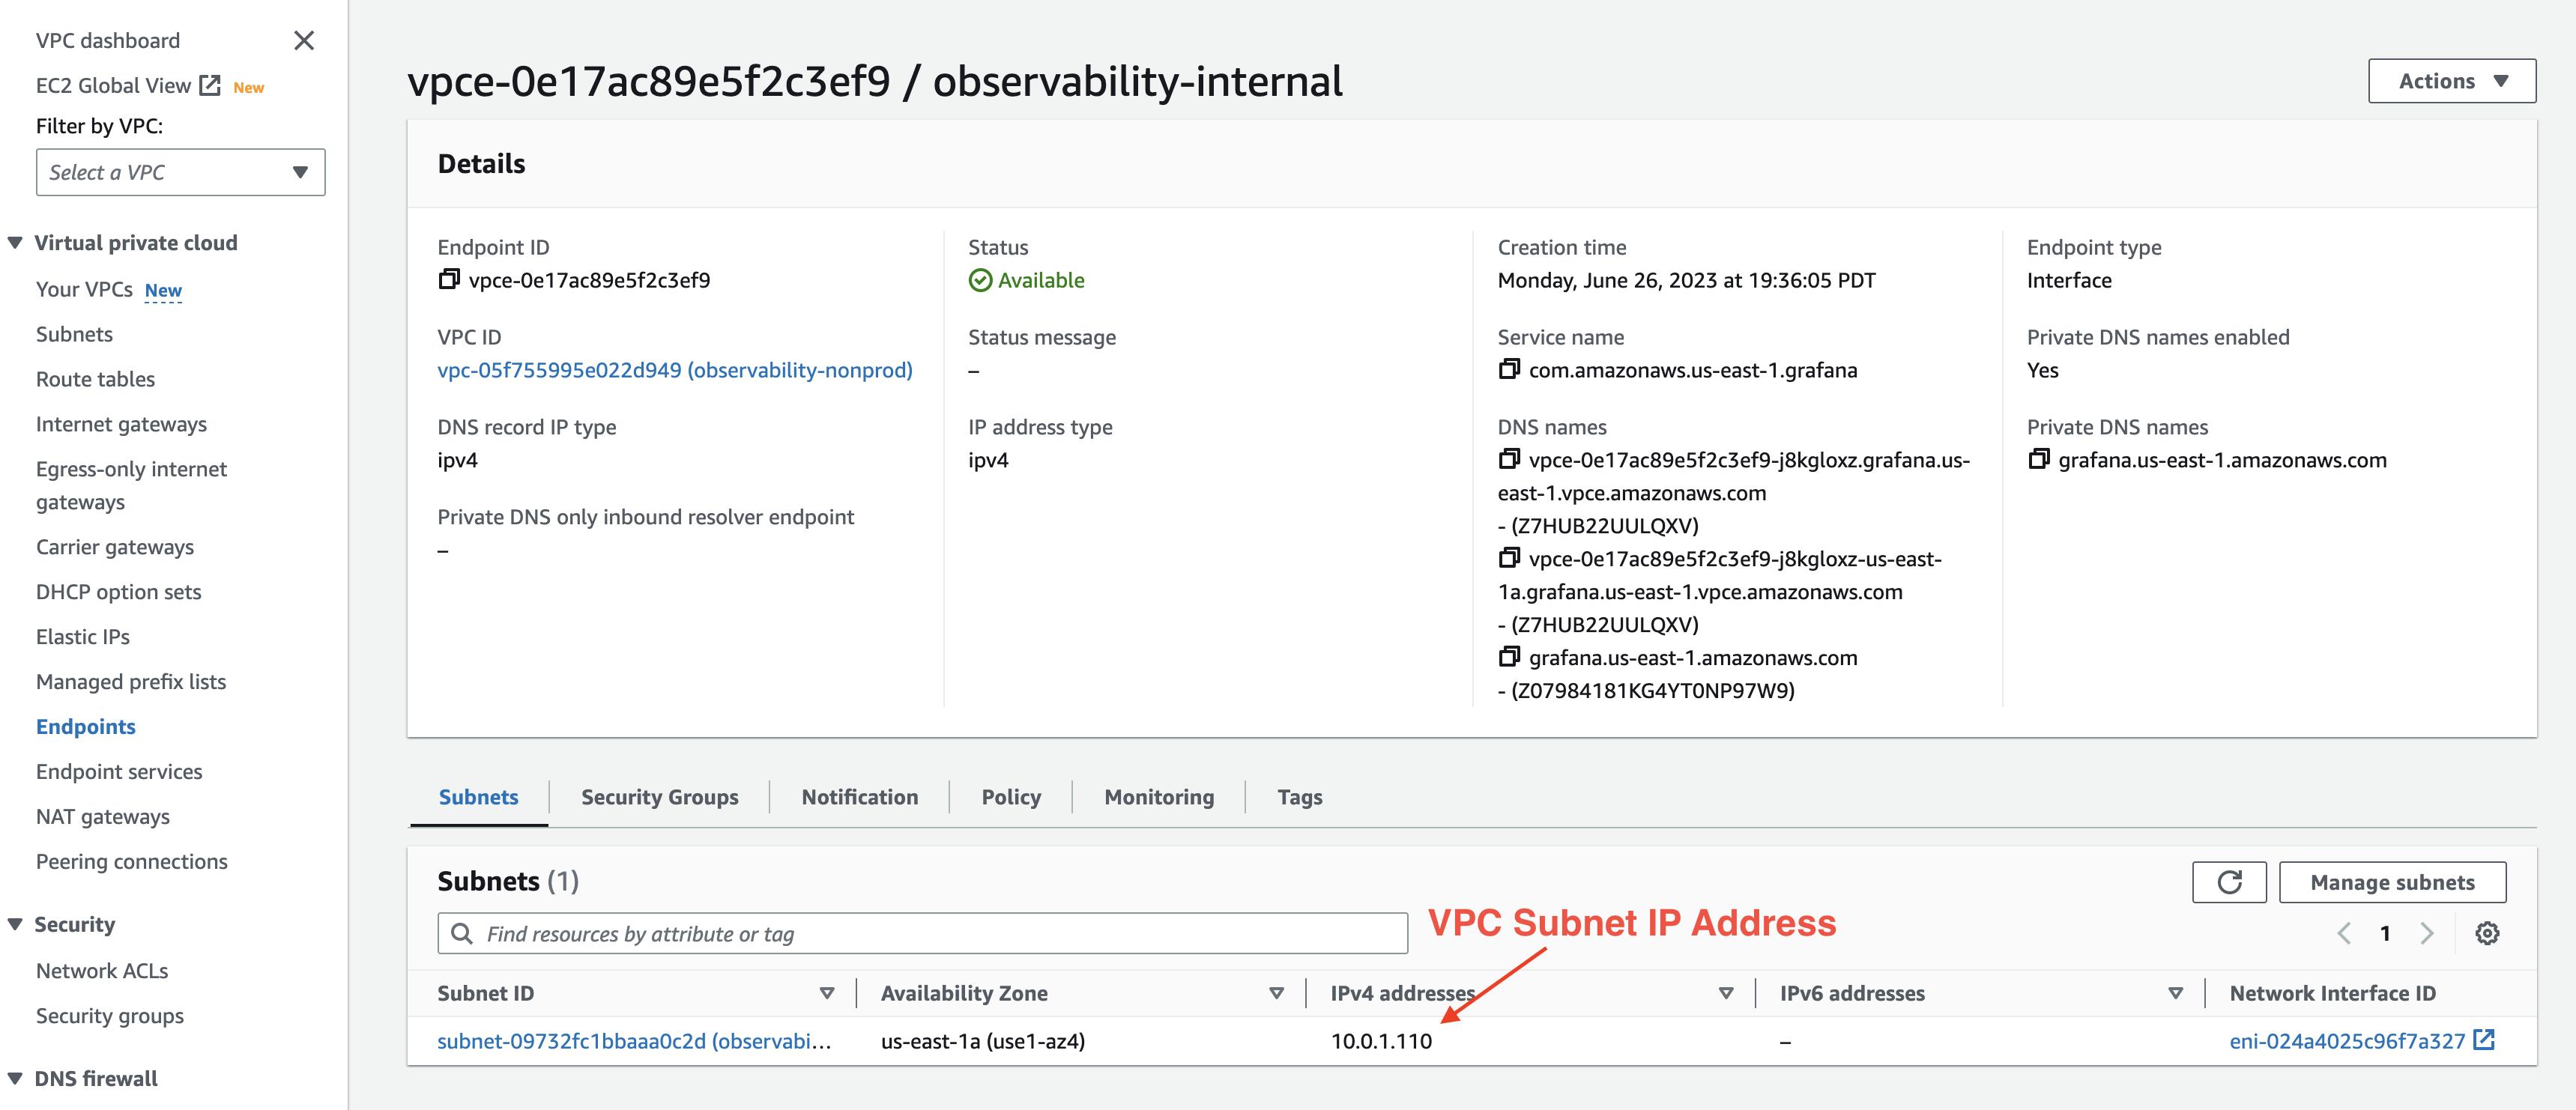 VPC dashboard
EC2 Global View New
Filter by VPC:
Select a VPC
Virtual private cloud
Your VPCs New
Subnets
Route tables
Internet gateways
Egress-only internet
gateways
Carrier gateways
DHCP option sets
Elastic IPs
Managed prefix lists
Endpoints
Endpoint services
NAT gateways
Peering connections
Security
Network ACLs
Security groups
DNS firewall
vpce-0e17ac89e5f2c3ef9 / observability-internal
Actions
Details
Endpoint ID
vpce-0e17ac89e5f2c3ef9
VPC ID
vpc-05f755995e022d949 (observability-nonprod)
DNS record IP type
ipv4
Private DNS only inbound resolver endpoint
–
Status
Available
Status message
–
IP address type
ipv4
Creation time
Monday, June 26, 2023 at 19:36:05 PDT
Service name
com.amazonaws.us-east-1.grafana
DNS names
vpce-0e17ac89e5f2c3ef9-j8kgloxz.grafana.us-
east-1.vpce.amazonaws.com
- (Z7HUB22UULQXV)
vpce-0e17ac89e5f2c3ef9-j8kgloxz-us-east-
1a.grafana.us-east-1.vpce.amazonaws.com
- (Z7HUB22UULQXV)
grafana.us-east-1.amazonaws.com
- (Z07984181KG4YT0NP97W9)
Endpoint type
Interface
Private DNS names enabled
Yes
Private DNS names
grafana.us-east-1.amazonaws.com
Subnets Security Groups Notification Policy Monitoring Tags
Subnets (1)
Manage subnets
Find resources by attribute or tag
VPC Subnet IP Address
1
Subnet ID Availability Zone IPv4 addresses IPv6 addresses Network Interface ID
subnet-09732fc1bbaaa0c2d (observabi... us-east-1a (use1-az4) 10.0.1.110 – eni-024a4025c96f7a327